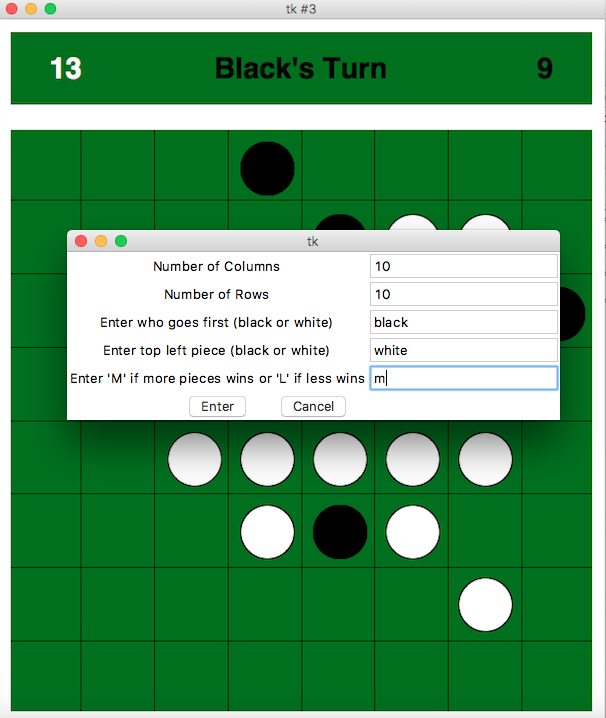 tk #3
13 Black's Turn 9
tk
Number of Columns 10
Number of Rows 10
Enter who goes first (black or white) black
Enter top left piece (black or white) white
Enter 'M' if more pieces wins or 'L' if less wins m
Enter Cancel